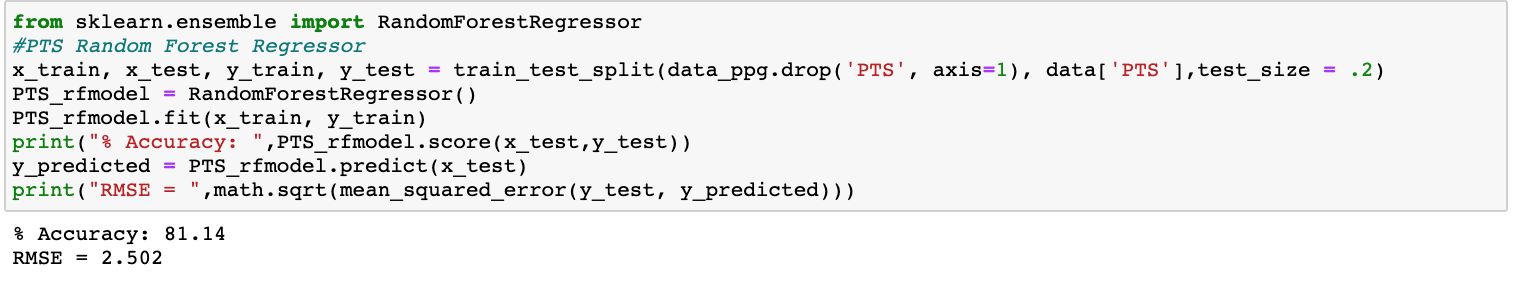 from sklearn.ensemble import RandomForestRegressor
#PTS Random Forest Regressor
x_train, x_test, y_train, y_test = train_test_split(data_ppg.drop('PTS', axis=1), data['PTS'],test_size = .2)
PTS_rfmodel = RandomForestRegressor()
PTS_rfmodel.fit(x_train, y_train)
print("% Accuracy: ",PTS_rfmodel.score(x_test,y_test))
y_predicted = PTS_rfmodel.predict(x_test)
print("RMSE = ",math.sqrt(mean_squared_error(y_test, y_predicted)))
% Accuracy: 81.14
RMSE = 2.502